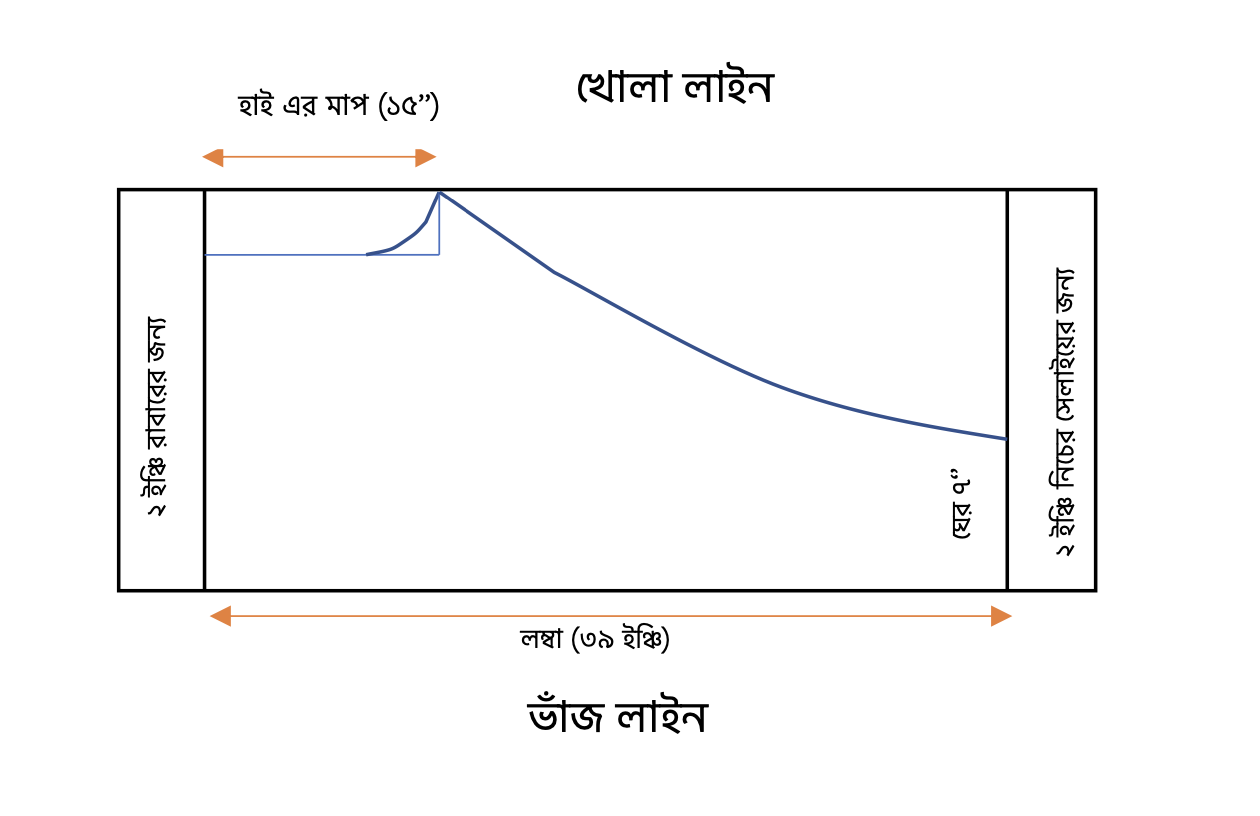 খোলা লাইন
হাই এর মাপ (১৫”)
২ ইঞ্চি রাবারের জন্য
২ ইঞ্চি নিচের সেলাইয়ের জন্য
ঘের ৭”
লম্বা (৩৯ ইঞ্চি)
ভাঁজ লাইন